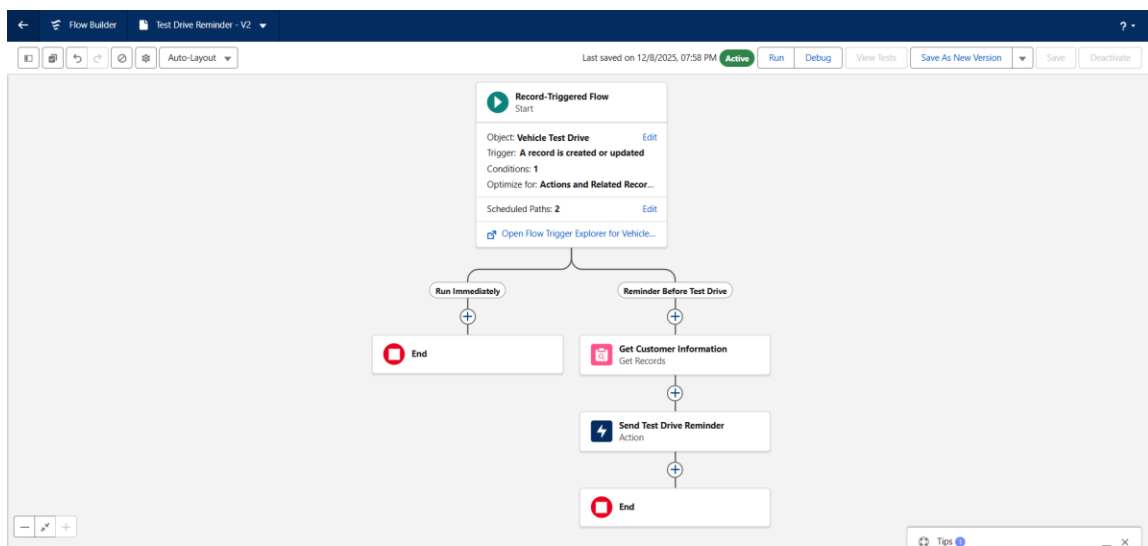 Flow Builder
Test Drive Reminder - V2
?
Auto-Layout
Last saved on 12/8/2025, 07:58 PM
Active
Run
Debug
View Tests
Save As New Version
Save
Deactivate
Record-Triggered Flow
Start
Object: Vehicle Test Drive Edit
Trigger: A record is created or updated
Conditions: 1
Optimize for: Actions and Related Recor...
Scheduled Paths: 2 Edit
Open Flow Trigger Explorer for Vehicle...
Run Immediately
Reminder Before Test Drive
End
Get Customer Information
Get Records
Send Test Drive Reminder
Action
End
Tips 1